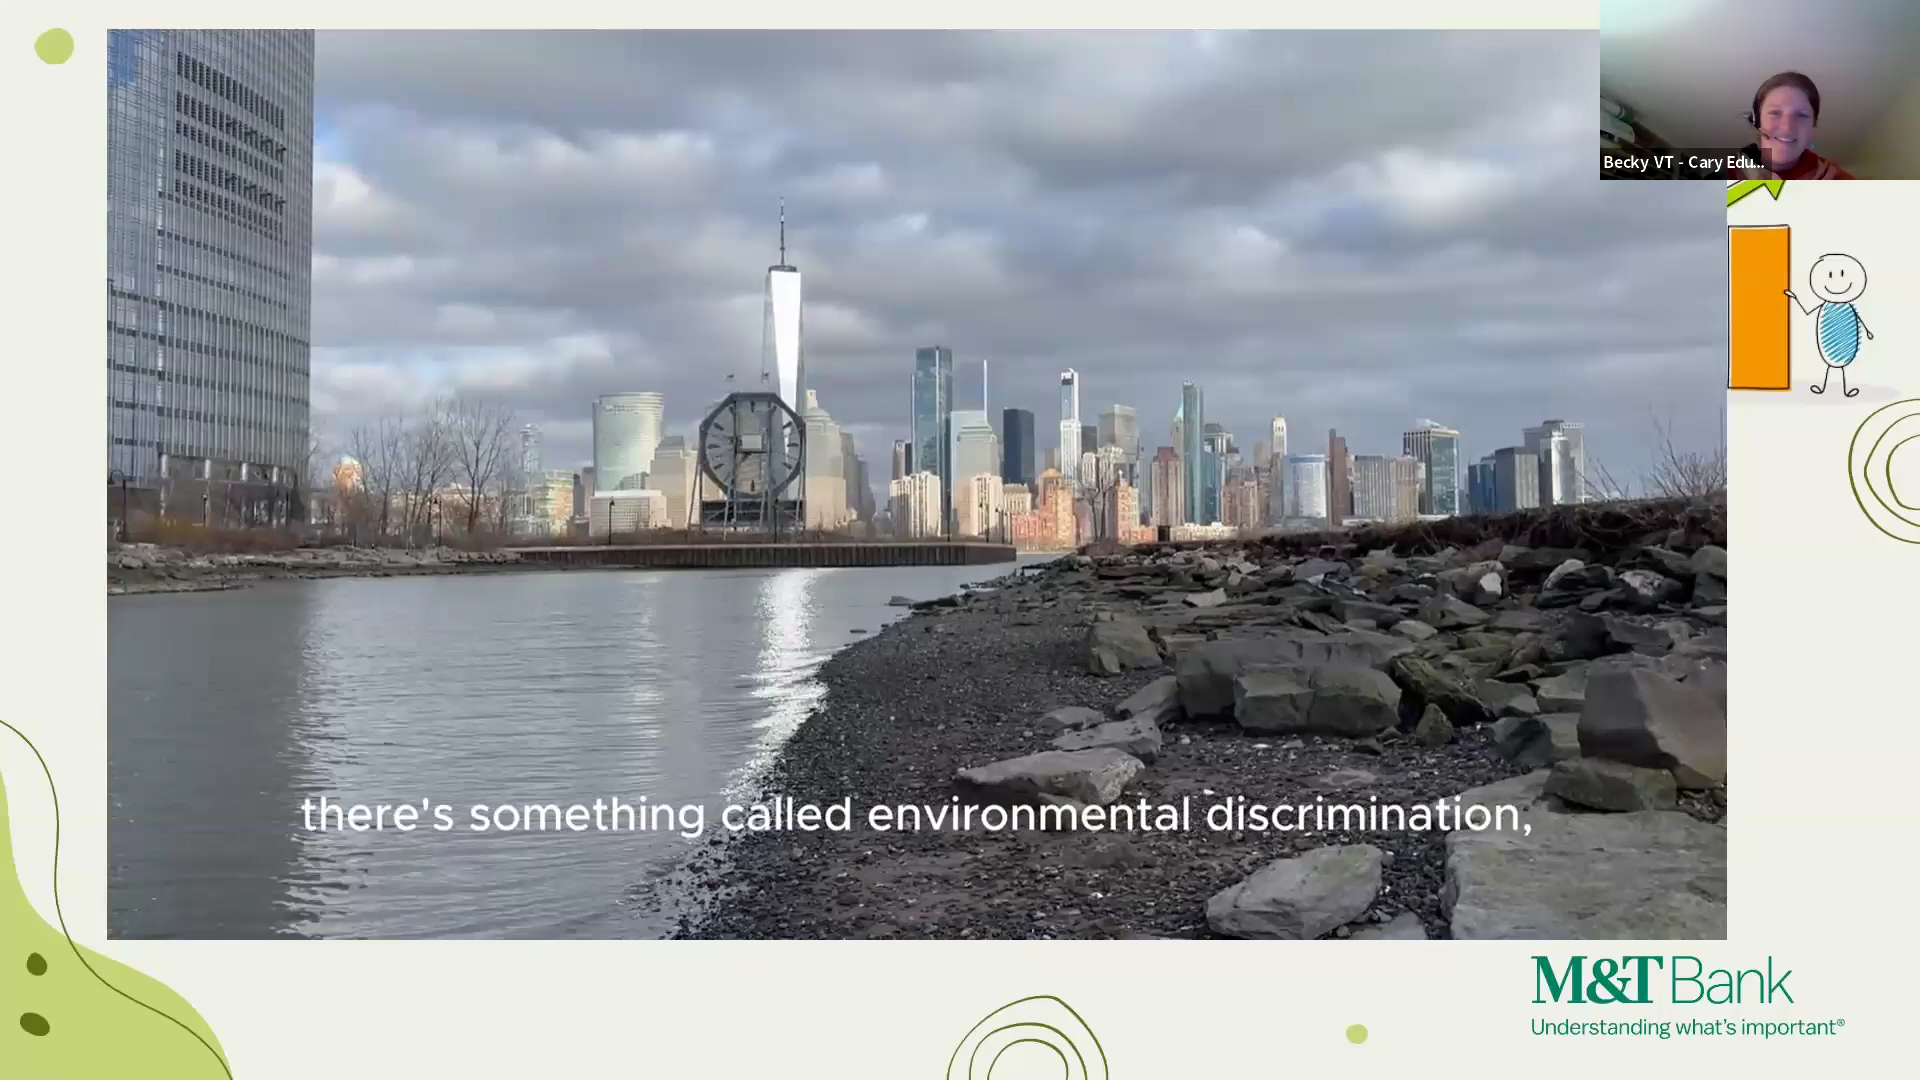 Becky VT - Cary Edu...
there's something called environmental discrimination,
M&T Bank
Understanding what's important®